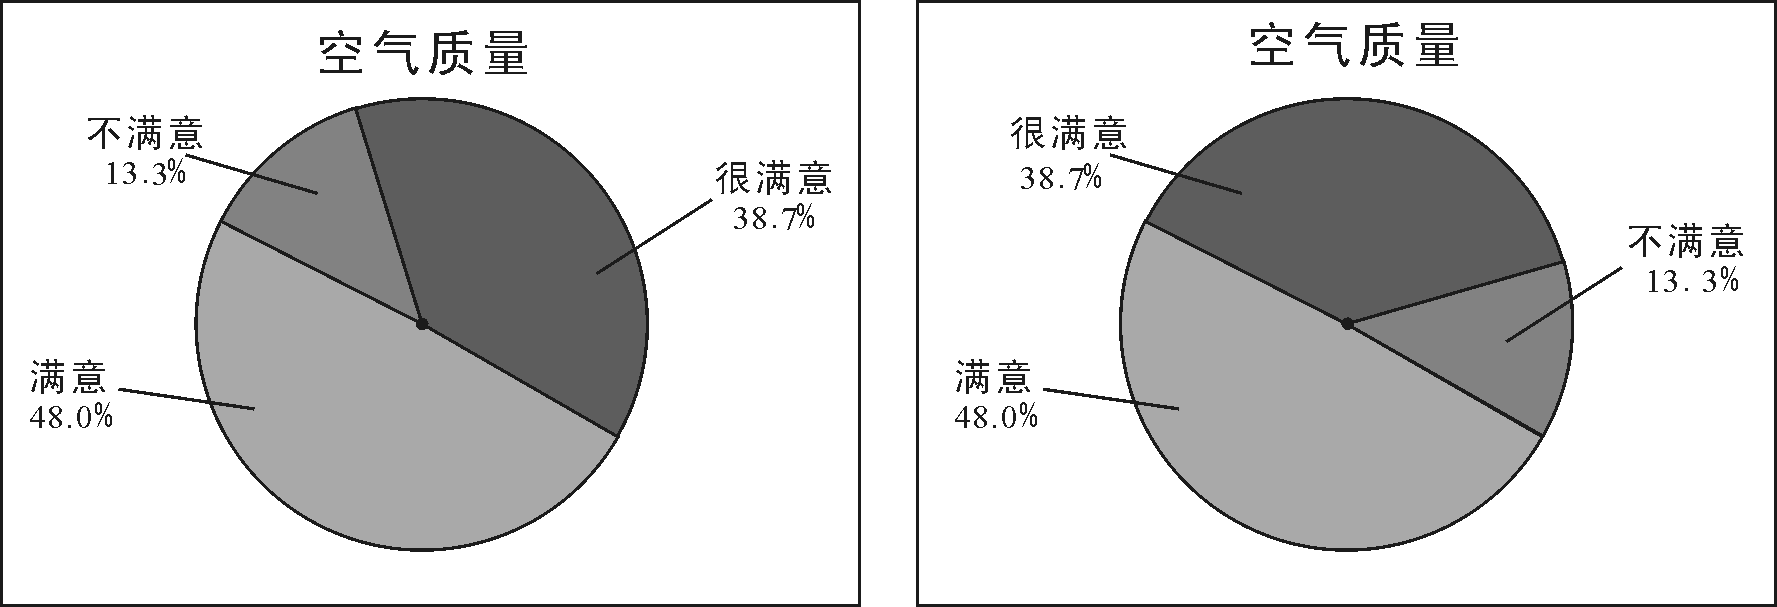 空气质量
不满意
13.3%
很满意
38.7%
满意
48.0%
空气质量
很满意
38.7%
不满意
13.3%
满意
48.0%